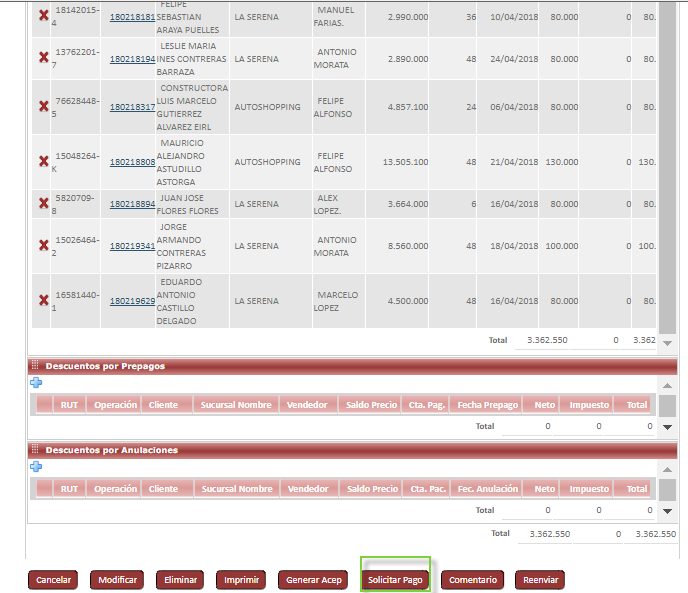 FELIPE
18142015-4 180218181 SEBASTIAN ARAYA PUELLES LA SERENA MANUEL FARIAS. 2.990.000 36 10/04/2018 80.000 0 80.
13762201-7 180218194 LESLIE MARIA INES CONTRERAS BARRAZA LA SERENA ANTONIO MORATA 2.890.000 48 24/04/2018 80.000 0 80.
76628448-5 180218317 CONSTRUCTORA LUIS MARCELO GUTIERREZ ALVAREZ EIRL AUTOSHOPPING FELIPE ALFONSO 4.857.100 24 06/04/2018 80.000 0 80.
15048264-K 180218808 MAURICIO ALEJANDRO ASTUDILLO ASTORGA AUTOSHOPPING FELIPE ALFONSO 13.505.100 48 21/04/2018 130.000 0 130.
5820709-8 180218894 JUAN JOSE FLORES FLORES LA SERENA ALEX LOPEZ. 3.664.000 6 16/04/2018 80.000 0 80.
15026464-2 180219341 JORGE ARMANDO CONTRERAS PIZARRO LA SERENA ANTONIO MORATA 8.560.000 48 18/04/2018 100.000 0 100.
16581440-1 180219629 EDUARDO ANTONIO CASTILLO DELGADO LA SERENA MARCELO LOPEZ 4.500.000 48 16/04/2018 80.000 0 80.
Total 3.362.550 0 3.362
Descuentos por Prepagos
RUT Operación Cliente Sucursal Nombre Vendedor Saldo Precio Cta. Pag. Fecha Prepago Neto Impuesto Total
Total 0 0 0
Descuentos por Anulaciones
RUT Operación Cliente Sucursal Nombre Vendedor Saldo Precio Cta. Pac. Fec. Anulación Neto Impuesto Total
Total 0 0 0
Total 3.362.550 0 3.362.550
Cancelar Modificar Eliminar Imprimir Generar Acep Solicitar Pago Comentario Reenviar